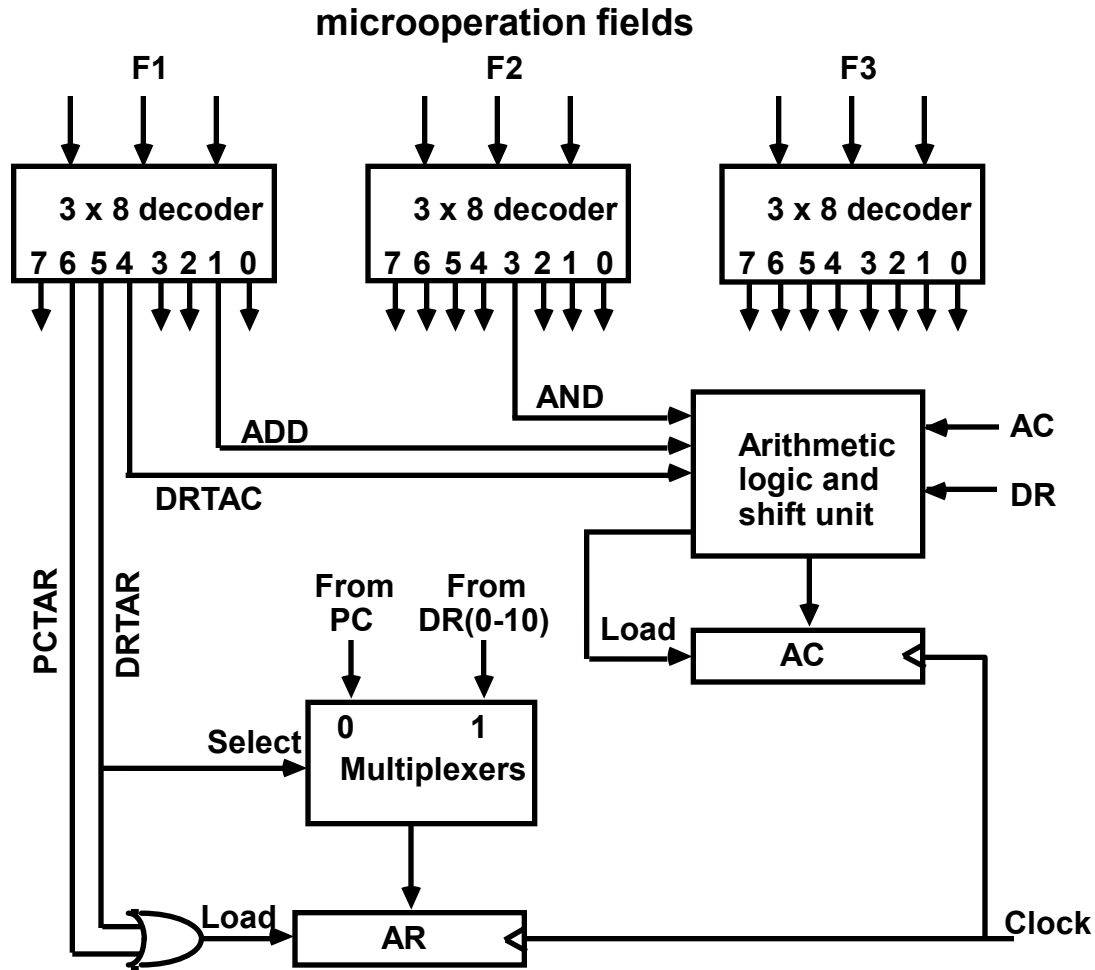 microoperation fields
F1
F2
F3
3 x 8 decoder
7 6 5 4 3 2 1 0
3 x 8 decoder
7 6 5 4 3 2 1 0
3 x 8 decoder
7 6 5 4 3 2 1 0
AND
ADD
DRTAC
Arithmetic
logic and
shift unit
AC
DR
PCTAR
DRTAR
From
PC
From
DR(0-10)
Load
AC
Select
0 1
Multiplexers
Load
AR
Clock